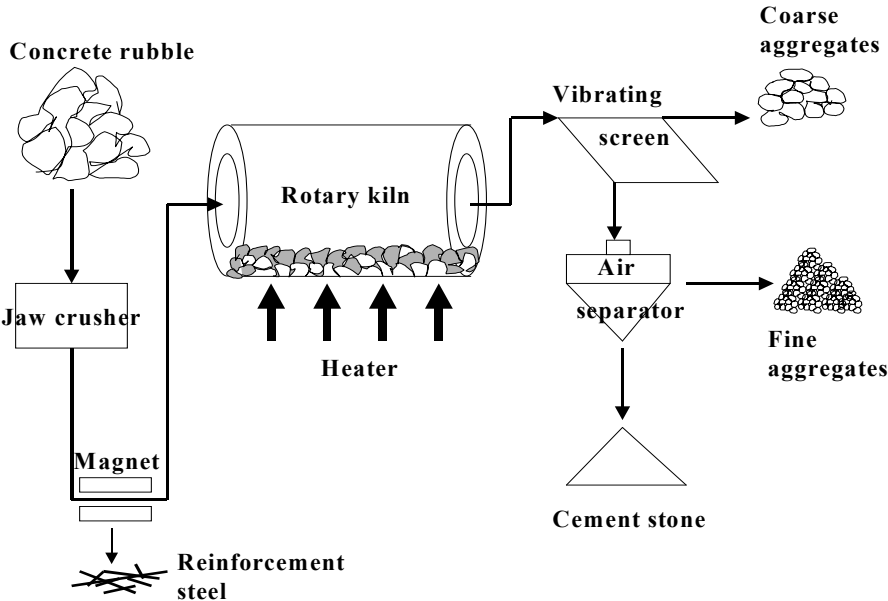 Concrete rubble
Jaw crusher
Magnet
Reinforcement
steel
Rotary kiln
Heater
Vibrating
screen
Coarse
aggregates
Air
separator
Fine
aggregates
Cement stone